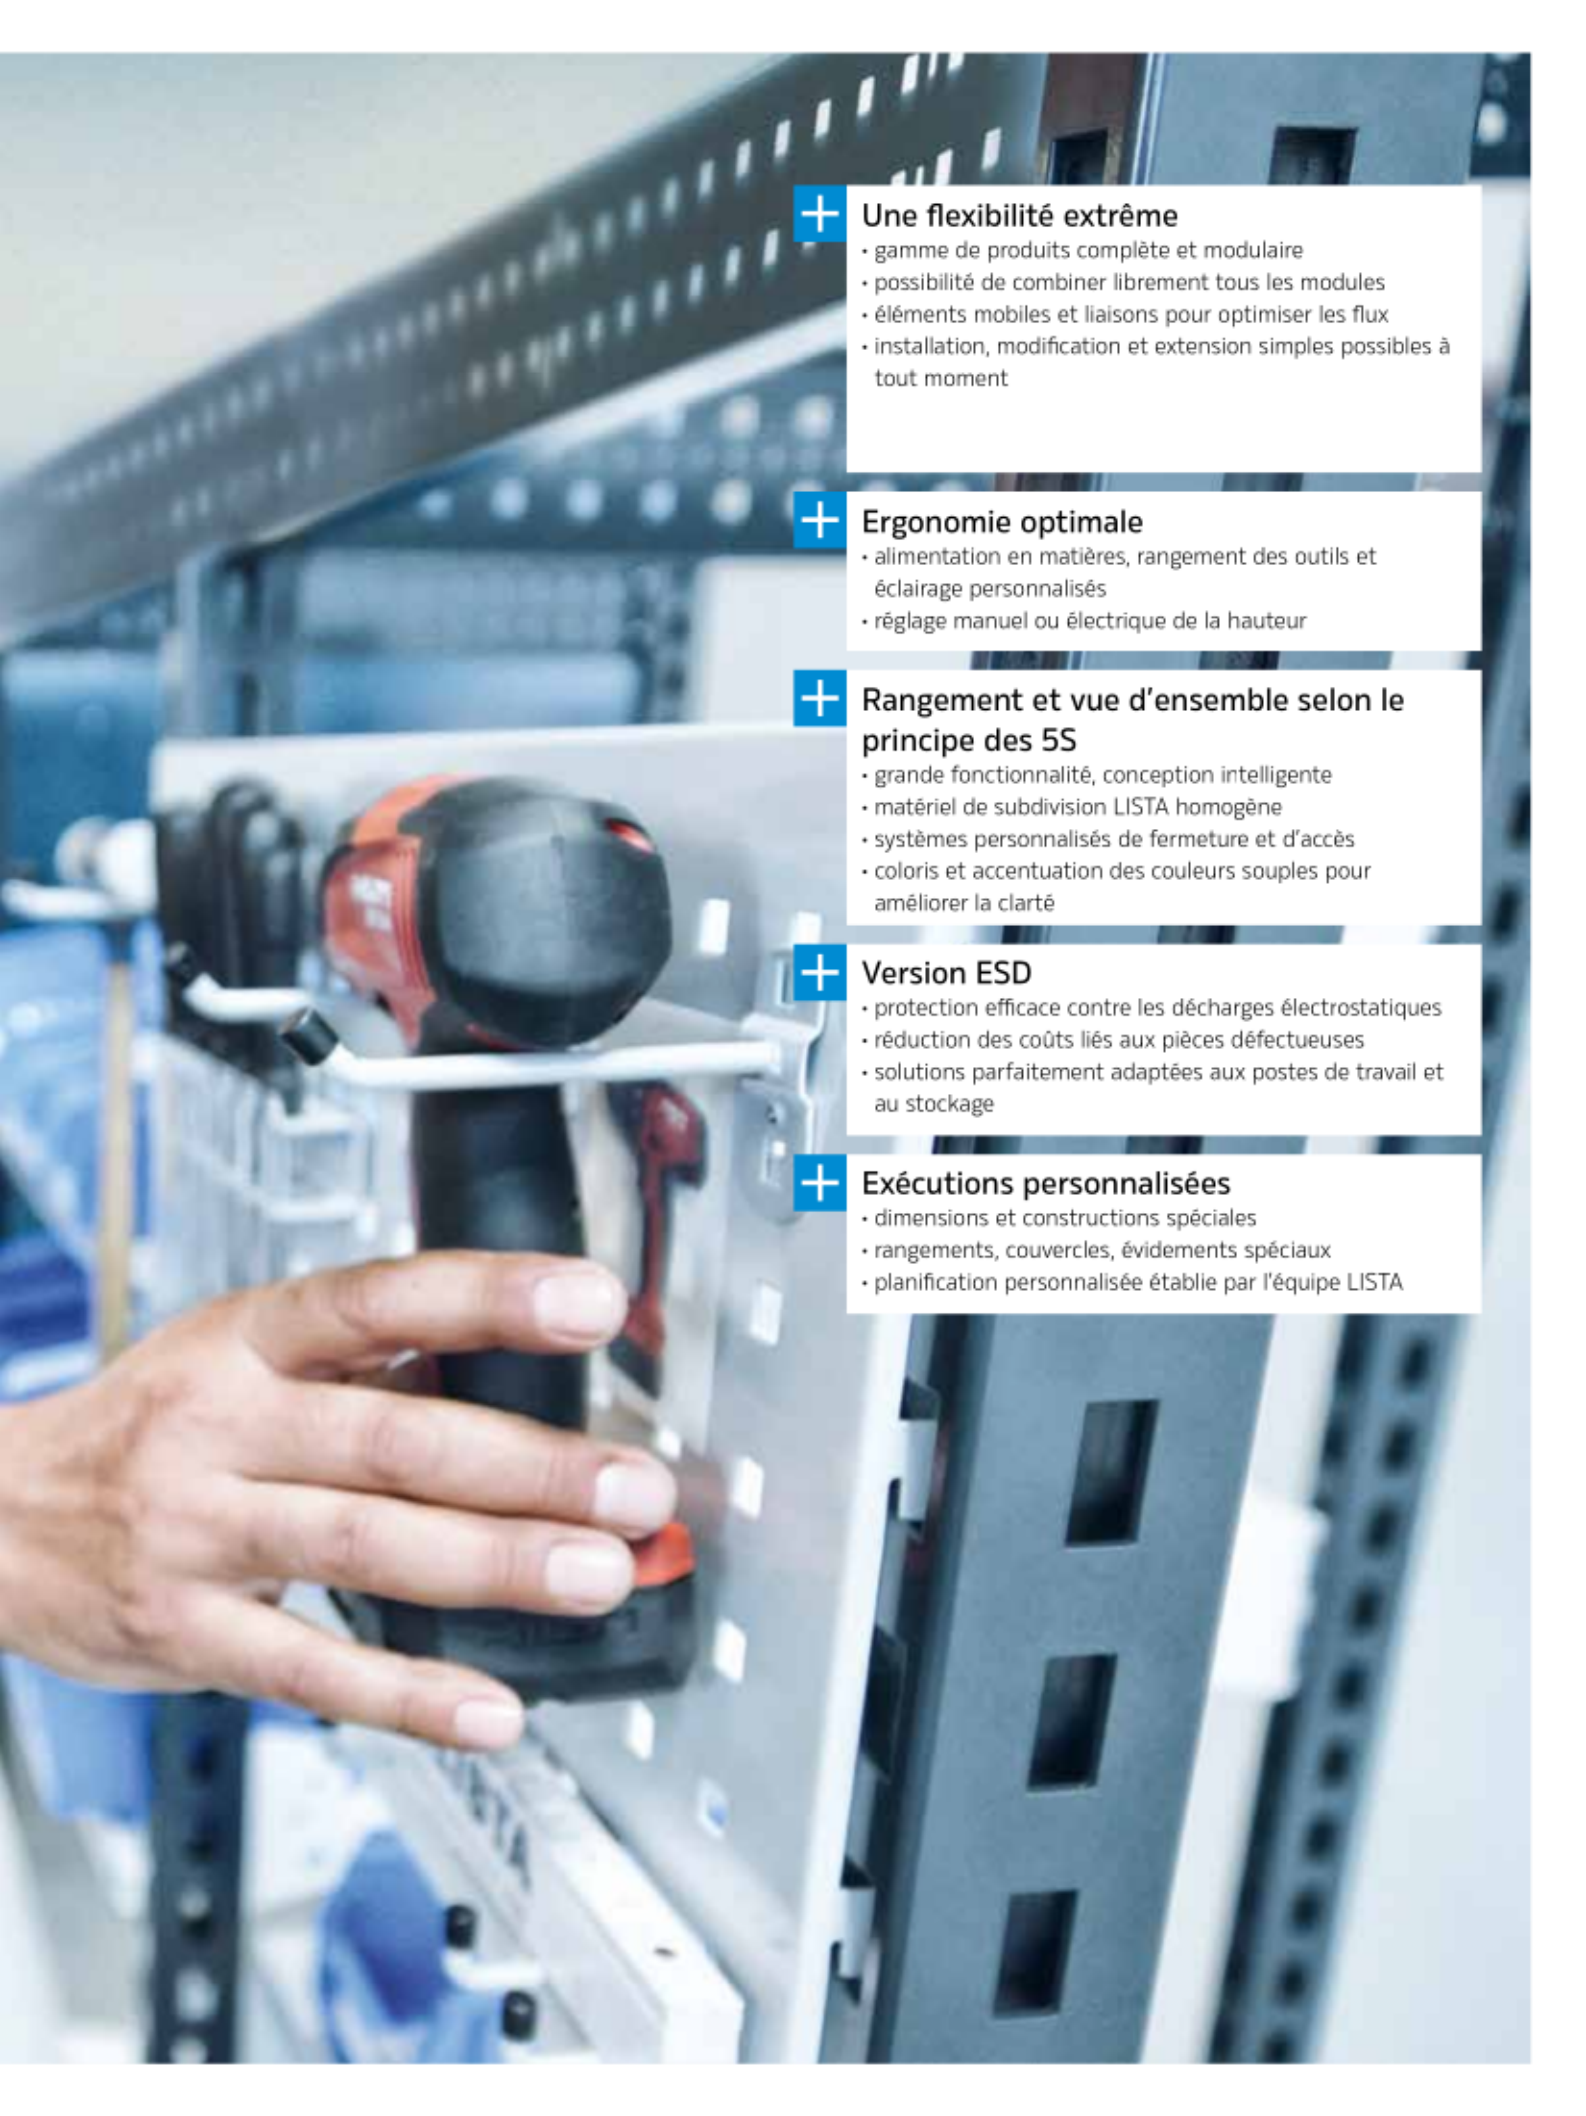 Une flexibilité extrême
• gamme de produits complète et modulaire
• possibilité de combiner librement tous les modules
• éléments mobiles et liaisons pour optimiser les flux
• installation, modification et extension simples possibles à
tout moment
Ergonomie optimale
• alimentation en matières, rangement des outils et
éclairage personnalisés
• réglage manuel ou électrique de la hauteur
Rangement et vue d’ensemble selon le
principe des 5S
• grande fonctionnalité, conception intelligente
• matériel de subdivision LISTA homogène
• systèmes personnalisés de fermeture et d’accès
• coloris et accentuation des couleurs souples pour
améliorer la clarté
Version ESD
• protection efficace contre les décharges électrostatiques
• réduction des coûts liés aux pièces défectueuses
• solutions parfaitement adaptées aux postes de travail et
au stockage
Exécutions personnalisées
• dimensions et constructions spéciales
• rangements, couvercles, évidements spéciaux
• planification personnalisée établie par l’équipe LISTA